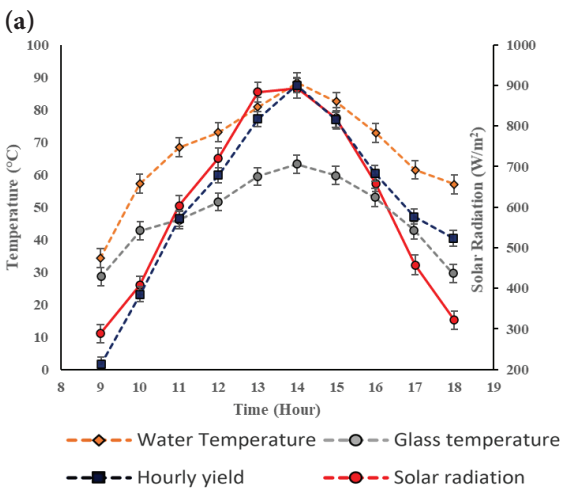 (a)
100
90
80
70
60
50
40
30
20
10
0
Temperature (°C)
1000
900
800
700
600
500
400
300
200
Solar Radiation (W/m²)
8 9 10 11 12 13 14 15 16 17 18 19
Time (Hour)
Water Temperature Glass temperature
Hourly yield Solar radiation